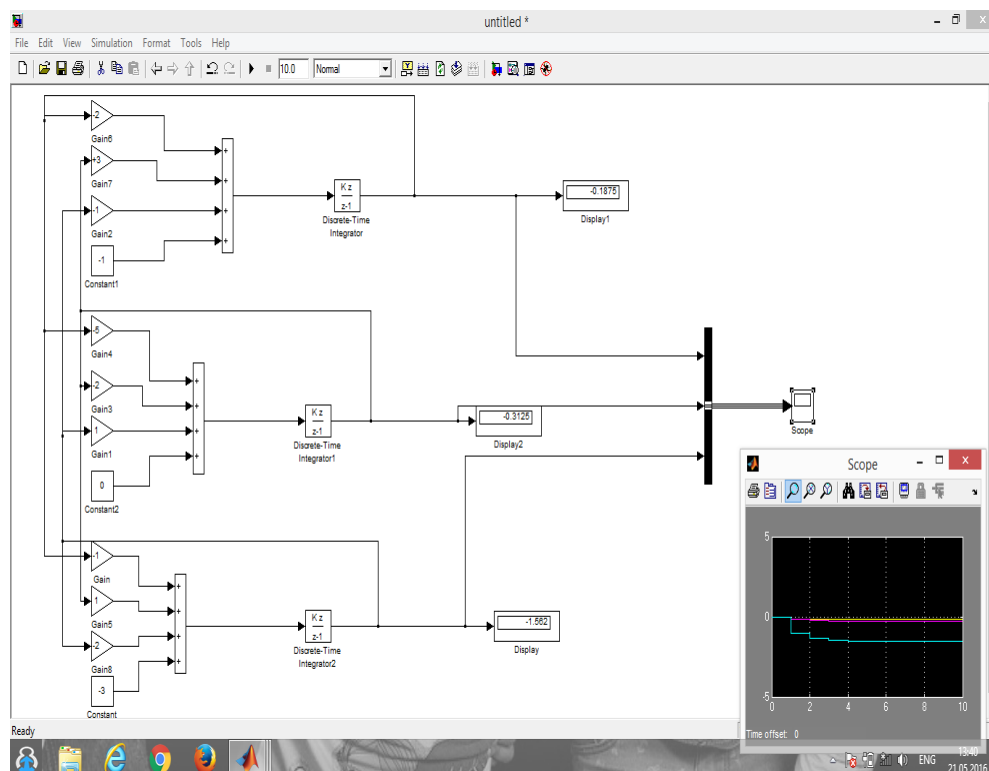 untitled *
File Edit View Simulation Format Tools Help
10.0 Normal
-2
Gain6
+3
Gain7
-1
Gain2
-1
Constant1
+
+
+
+
K z
z-1
Discrete-Time
Integrator
-0.1875
Display1
-5
Gain4
-2
Gain3
1
Gain1
0
Constant2
+
+
+
+
K z
z-1
Discrete-Time
Integrator1
-0.3125
Display2
Scope
-1
Gain
1
Gain5
-2
Gain8
-3
Constant
+
+
+
+
K z
z-1
Discrete-Time
Integrator2
-1.562
Display
Scope
5
0
-5
0 2 4 6 8 10
Time offset: 0
Ready
ENG
13:40
21.05.2016